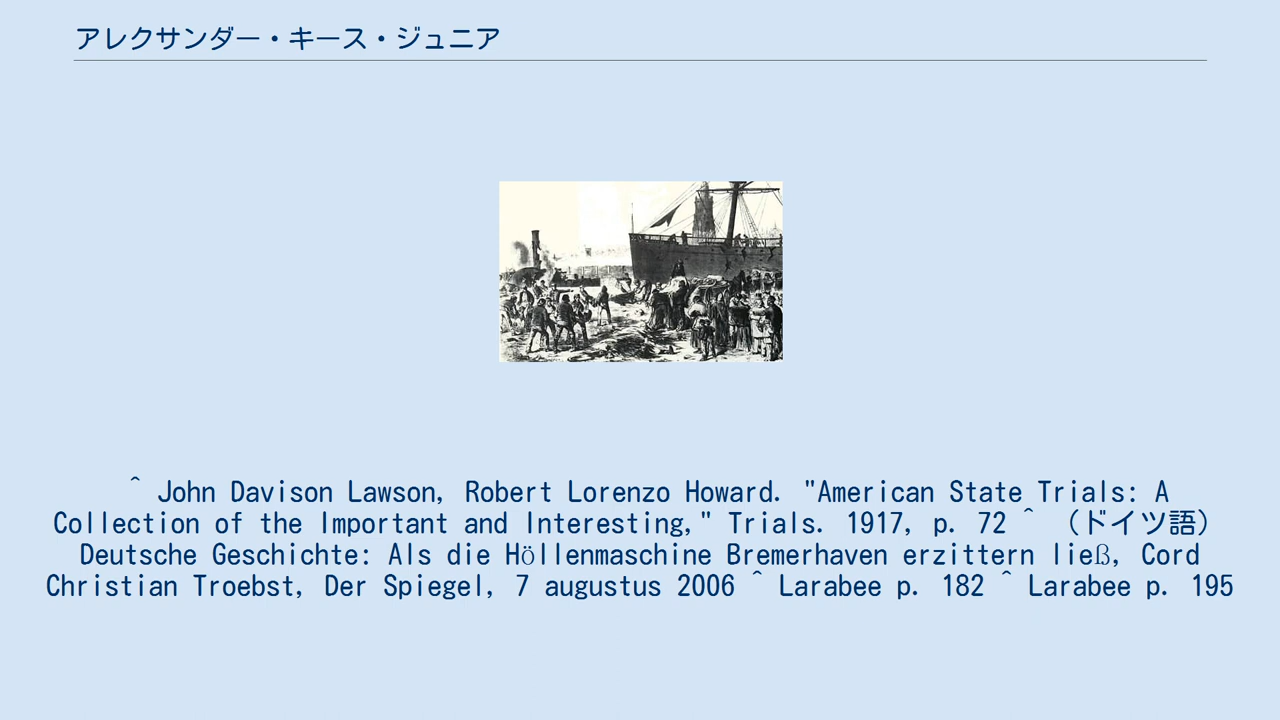 アレクサンダー・キース・ジュニア
^ John Davison Lawson, Robert Lorenzo Howard. "American State Trials: A
Collection of the Important and Interesting," Trials. 1917, p. 72 ^ （ドイツ語）
Deutsche Geschichte: Als die Höllenmaschine Bremerhaven erzittern ließ, Cord
Christian Troebst, Der Spiegel, 7 augustus 2006 ^ Larabee p. 182 ^ Larabee p. 195